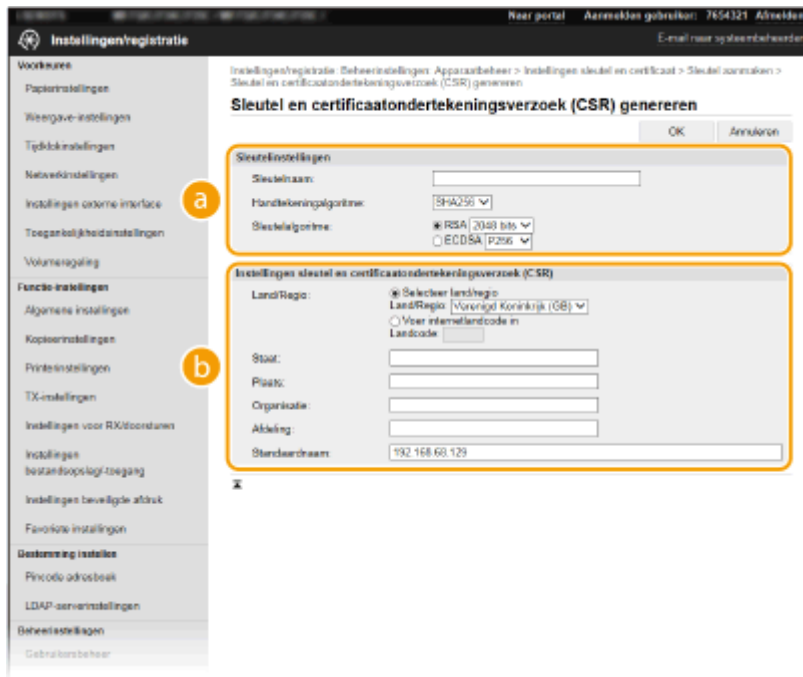 Naar portal Aanmelden gebruiker: 7654321 Afmelden
Instellingen/registratie
E-mail naar systeembeheerder
Voorkeuren
Papierinstellingen
Weergave-instellingen
Tijdklokinstellingen
Netwerkinstellingen
Instellingen externe interface
Toegankelijkheidsinstellingen
Volumeregeling
Functie-instellingen
Algemene instellingen
Kopieerinstellingen
Printerinstellingen
TX-instellingen
Instellingen voor RX/doorsturen
Instellingen
bestandsopslag/-toegang
Instellingen beveiligde afdruk
Favoriete instellingen
Bestemming instellen
Pincode adresboek
LDAP-serverinstellingen
Beheerinstellingen
Gebruikersbeheer
Instellingen/registratie: Beheerinstellingen: Apparaatbeheer > Instellingen sleutel en certificaat > Sleutel aanmaken >
Sleutel en certificaatondertekeningsverzoek (CSR) genereren
Sleutel en certificaatondertekeningsverzoek (CSR) genereren
OK Annuleren
a
Sleutelinstellingen
Sleutelnaam:
Handtekeningalgoritme: SHA256
Sleutelalgoritme: RSA 2048 bits
ECDSA P256
b
Instellingen sleutel en certificaatondertekeningsverzoek (CSR)
Land/Regio: Selecteer land/regio
Land/Regio: Verenigd Koninkrijk (GB)
Voer internetlandcode in
Landcode:
Staat:
Plaats:
Organisatie:
Afdeling:
Standaardnaam: 192.168.68.129